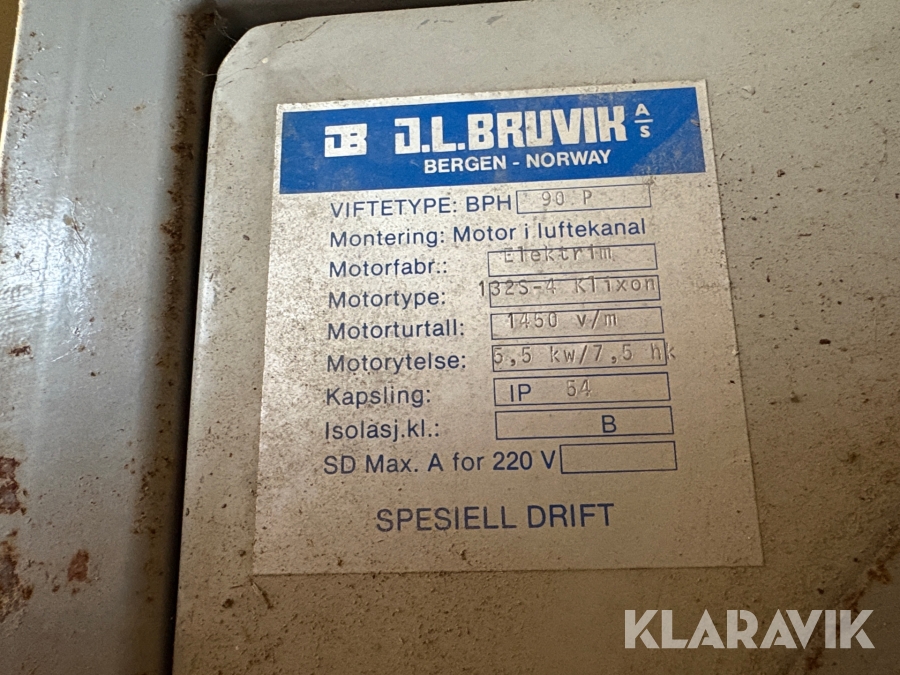 JB J.L.BRUVIK A/S
BERGEN - NORWAY
VIFTETYPE: BPH 90 P
Montering: Motor i luftekanal
Motorfabr.: Elektrim
Motortype: 132S-4 Klixon
Motorturtall: 1450 v/m
Motorytelse: 5,5 kw/7,5 hk
Kapsling: IP 54
Isolasj.kl.: B
SD Max. A for 220 V
SPESIELL DRIFT
KLARAVIK